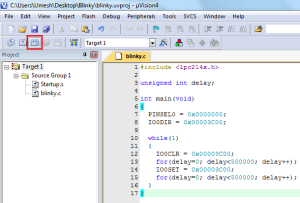 C:\Users\Umesh\Desktop\Blinky\blinky.uvproj - µVision4
File Edit View Project Flash Debug Peripherals Tools SVCS Window Help
Target 1
Project
blinky.c
Target 1
Source Group 1
Startup.s
blinky.c
1 #include <lpc214x.h>
2
3 unsigned int delay;
4
5 int main(void)
6 {
7 PINSEL0 = 0x0000000;
8 IO0DIR = 0x00003C00;
9
10 while(1)
11 {
12 IO0CLR = 0x00003C00;
13 for(delay=0; delay<500000; delay++);
14 IO0SET = 0x00003C00;
15 for(delay=0; delay<500000; delay++);
16 }
17 }